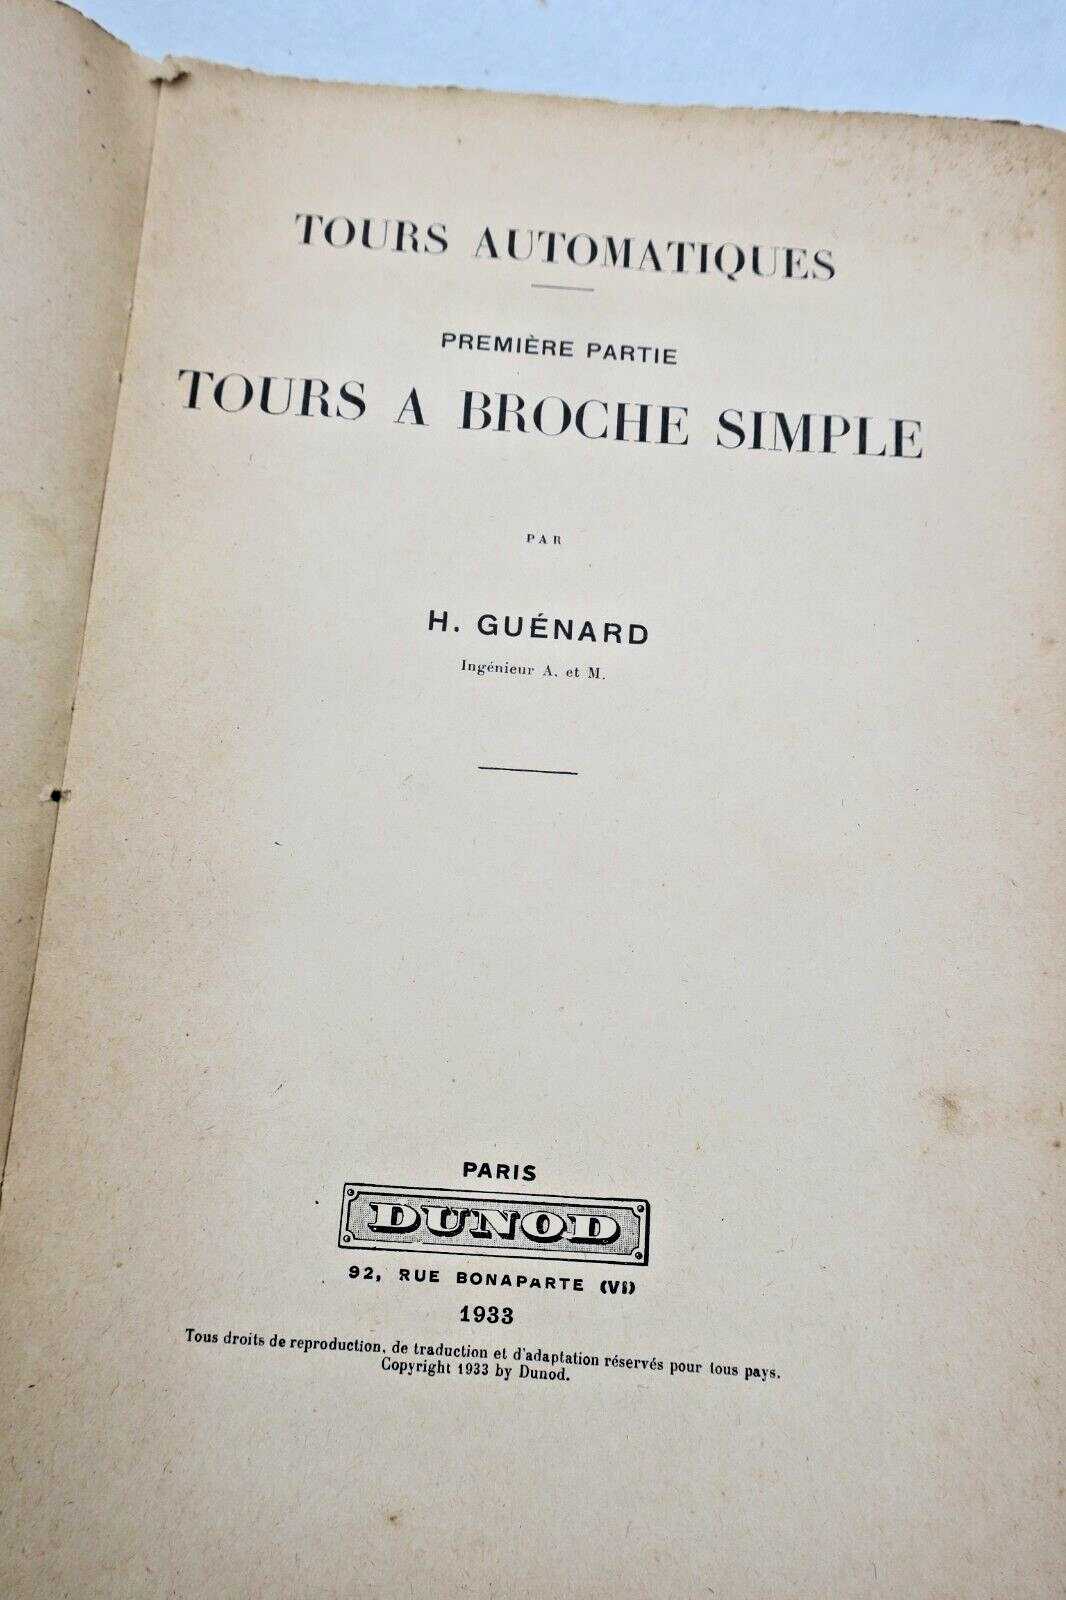 TOURS AUTOMATIQUES
PREMIÈRE PARTIE
TOURS A BROCHE SIMPLE
PAR
H. GUÉNARD
Ingénieur A. et M.
PARIS
DUNOD
92, RUE BONAPARTE (VI)
1933
Tous droits de reproduction, de traduction et d'adaptation réservés pour tous pays.
Copyright 1933 by Dunod.